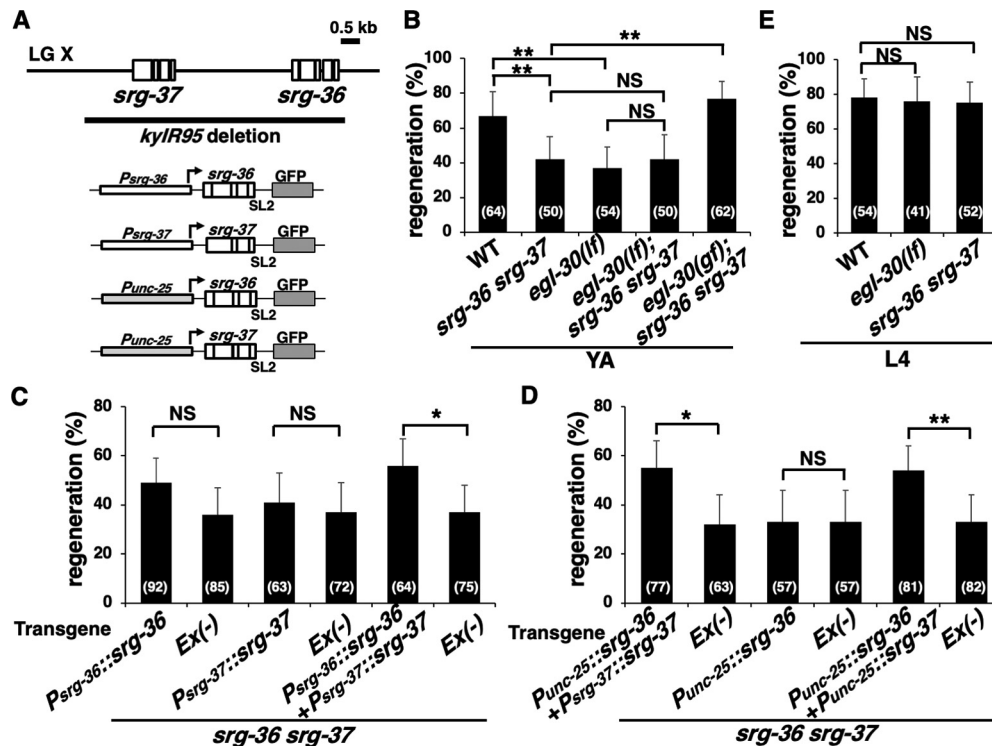 A
0.5 kb
LG X
srg-37
srg-36
kyIR95 deletion
Psrg-36
srg-36
GFP
SL2
Psrg-37
srg-37
GFP
SL2
Punc-25
srg-36
GFP
SL2
Punc-25
srg-37
GFP
SL2
B
regeneration (%)
80
60
40
20
0
**
**
**
NS
NS
(64)
(50)
(54)
(50)
(62)
WT
srg-36 srg-37
egl-30(lf)
egl-30(lf);
srg-36 srg-37
egl-30(gf);
srg-36 srg-37
YA
E
regeneration (%)
100
80
60
40
20
0
NS
NS
(54)
(41)
(52)
WT
egl-30(lf)
srg-36 srg-37
L4
C
regeneration (%)
80
60
40
20
0
NS
NS
*
(92)
(85)
(63)
(72)
(64)
(75)
Transgene
Psrg-36::srg-36
Ex(-)
Psrg-37::srg-37
Ex(-)
Psrg-36::srg-36
+Psrg-37::srg-37
Ex(-)
srg-36 srg-37
D
regeneration (%)
80
60
40
20
0
*
NS
**
(77)
(63)
(57)
(57)
(81)
(82)
Transgene
Punc-25::srg-36
+Psrg-37::srg-37
Ex(-)
Punc-25::srg-36
Ex(-)
Punc-25::srg-36
+Punc-25::srg-37
Ex(-)
srg-36 srg-37